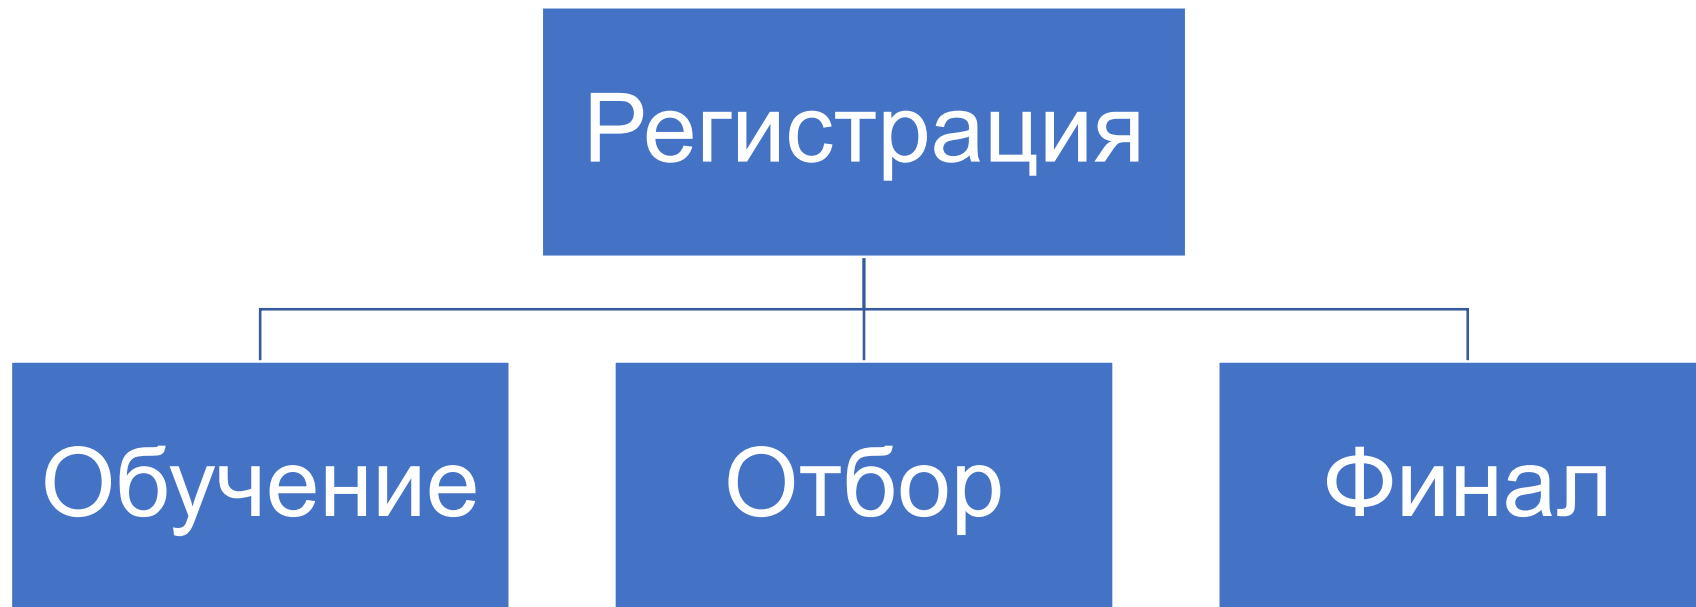 Регистрация
Обучение
Отбор
Финал